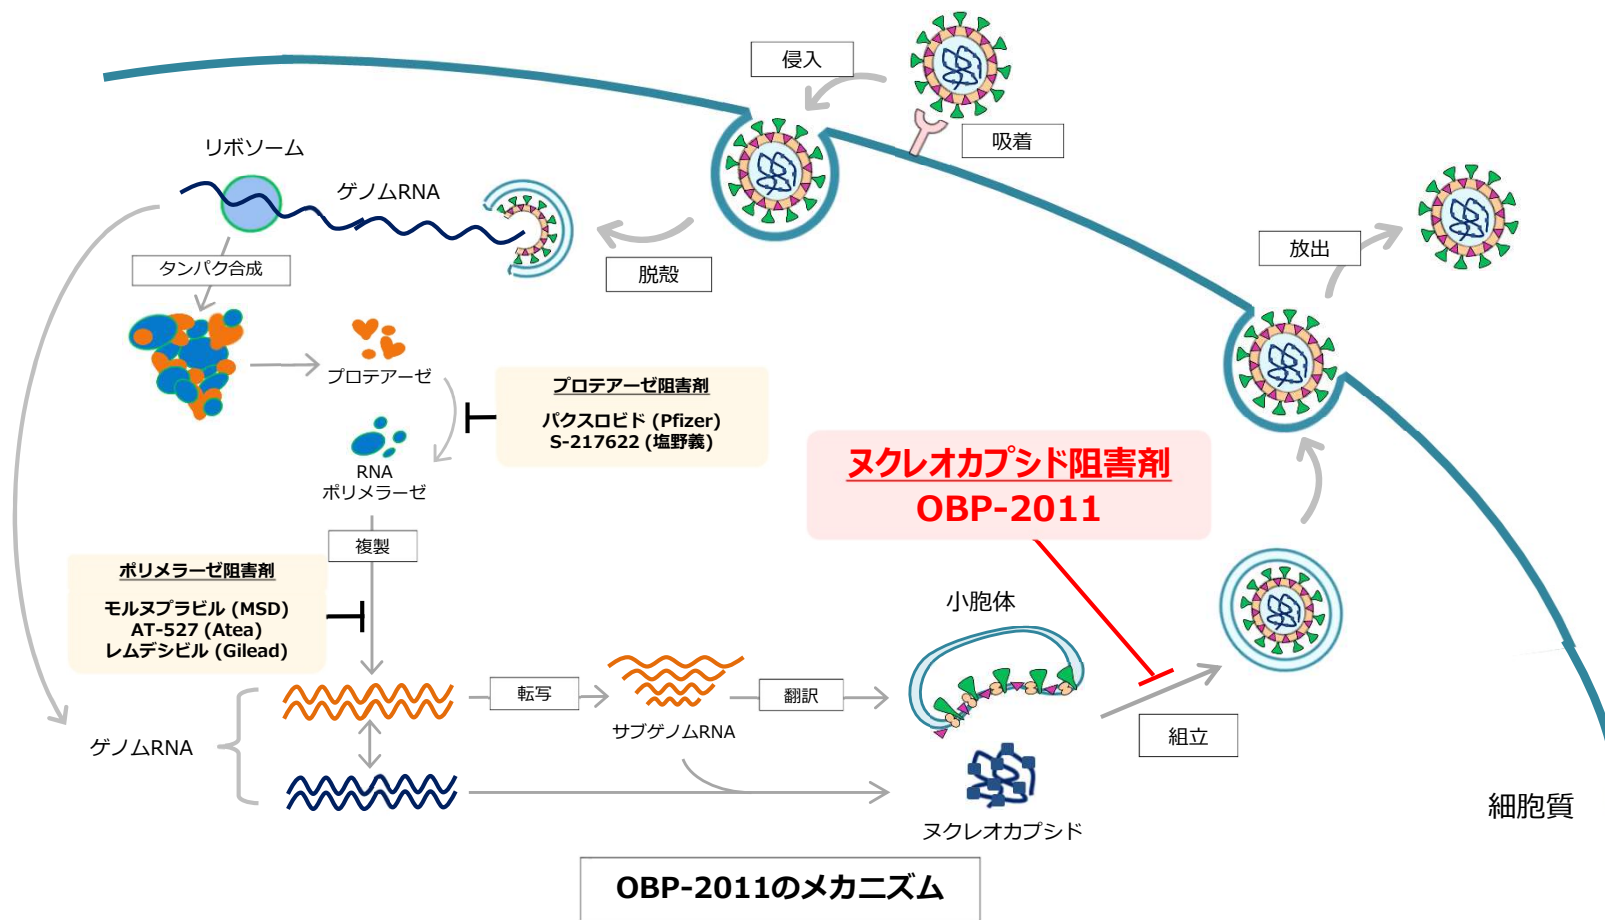 侵入
吸着
リボソーム
ゲノムRNA
脱殻
放出
タンパク合成
プロテアーゼ
プロテアーゼ阻害剤
パクスロビド (Pfizer)
S-217622 (塩野義)
RNA
ポリメラーゼ
ヌクレオカプシド阻害剤
OBP-2011
複製
ポリメラーゼ阻害剤
モルヌプラビル (MSD)
AT-527 (Atea)
レムデシビル (Gilead)
小胞体
転写
翻訳
サブゲノムRNA
組立
ゲノムRNA
ヌクレオカプシド
細胞質
OBP-2011のメカニズム